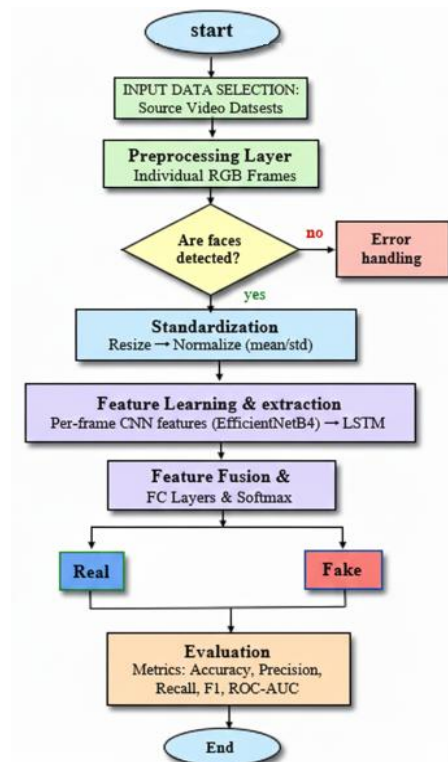 start
INPUT DATA SELECTION:
Source Video Datsests
Preprocessing Layer
Individual RGB Frames
Are faces
detected?
no
Error
handling
yes
Standardization
Resize → Normalize (mean/std)
Feature Learning & extraction
Per-frame CNN features (EfficientNetB4) → LSTM
Feature Fusion &
FC Layers & Softmax
Real
Fake
Evaluation
Metrics: Accuracy, Precision,
Recall, F1, ROC-AUC
End